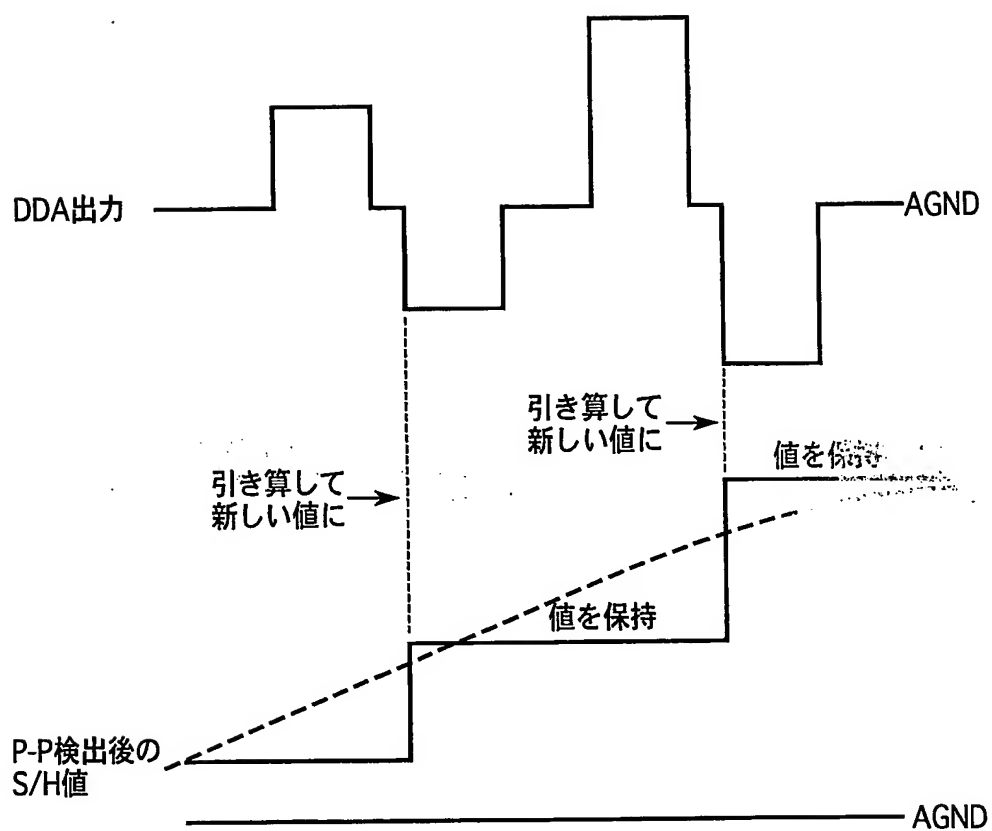 DDA出力
AGND
引き算して
新しい値に
値を保持
引き算して
新しい値に
値を保持
P-P検出後の
S/H値
AGND